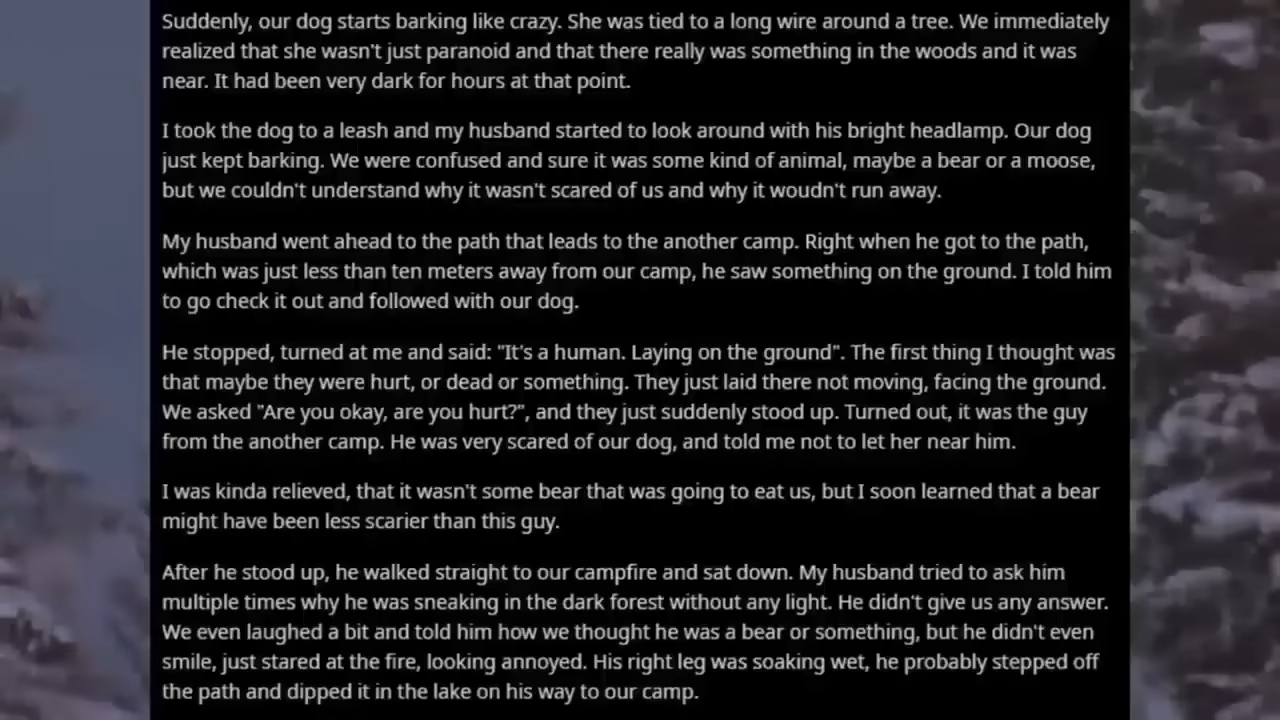 Suddenly, our dog starts barking like crazy. She was tied to a long wire around a tree. We immediately
realized that she wasn't just paranoid and that there really was something in the woods and it was
near. It had been very dark for hours at that point.
I took the dog to a leash and my husband started to look around with his bright headlamp. Our dog
just kept barking. We were confused and sure it was some kind of animal, maybe a bear or a moose,
but we couldn't understand why it wasn't scared of us and why it woudn't run away.
My husband went ahead to the path that leads to the another camp. Right when he got to the path,
which was just less than ten meters away from our camp, he saw something on the ground. I told him
to go check it out and followed with our dog.
He stopped, turned at me and said: "It's a human. Laying on the ground". The first thing I thought was
that maybe they were hurt, or dead or something. They just laid there not moving, facing the ground.
We asked "Are you okay, are you hurt?", and they just suddenly stood up. Turned out, it was the guy
from the another camp. He was very scared of our dog, and told me not to let her near him.
I was kinda relieved, that it wasn't some bear that was going to eat us, but I soon learned that a bear
might have been less scarier than this guy.
After he stood up, he walked straight to our campfire and sat down. My husband tried to ask him
multiple times why he was sneaking in the dark forest without any light. He didn't give us any answer.
We even laughed a bit and told him how we thought he was a bear or something, but he didn't even
smile, just stared at the fire, looking annoyed. His right leg was soaking wet, he probably stepped off
the path and dipped it in the lake on his way to our camp.